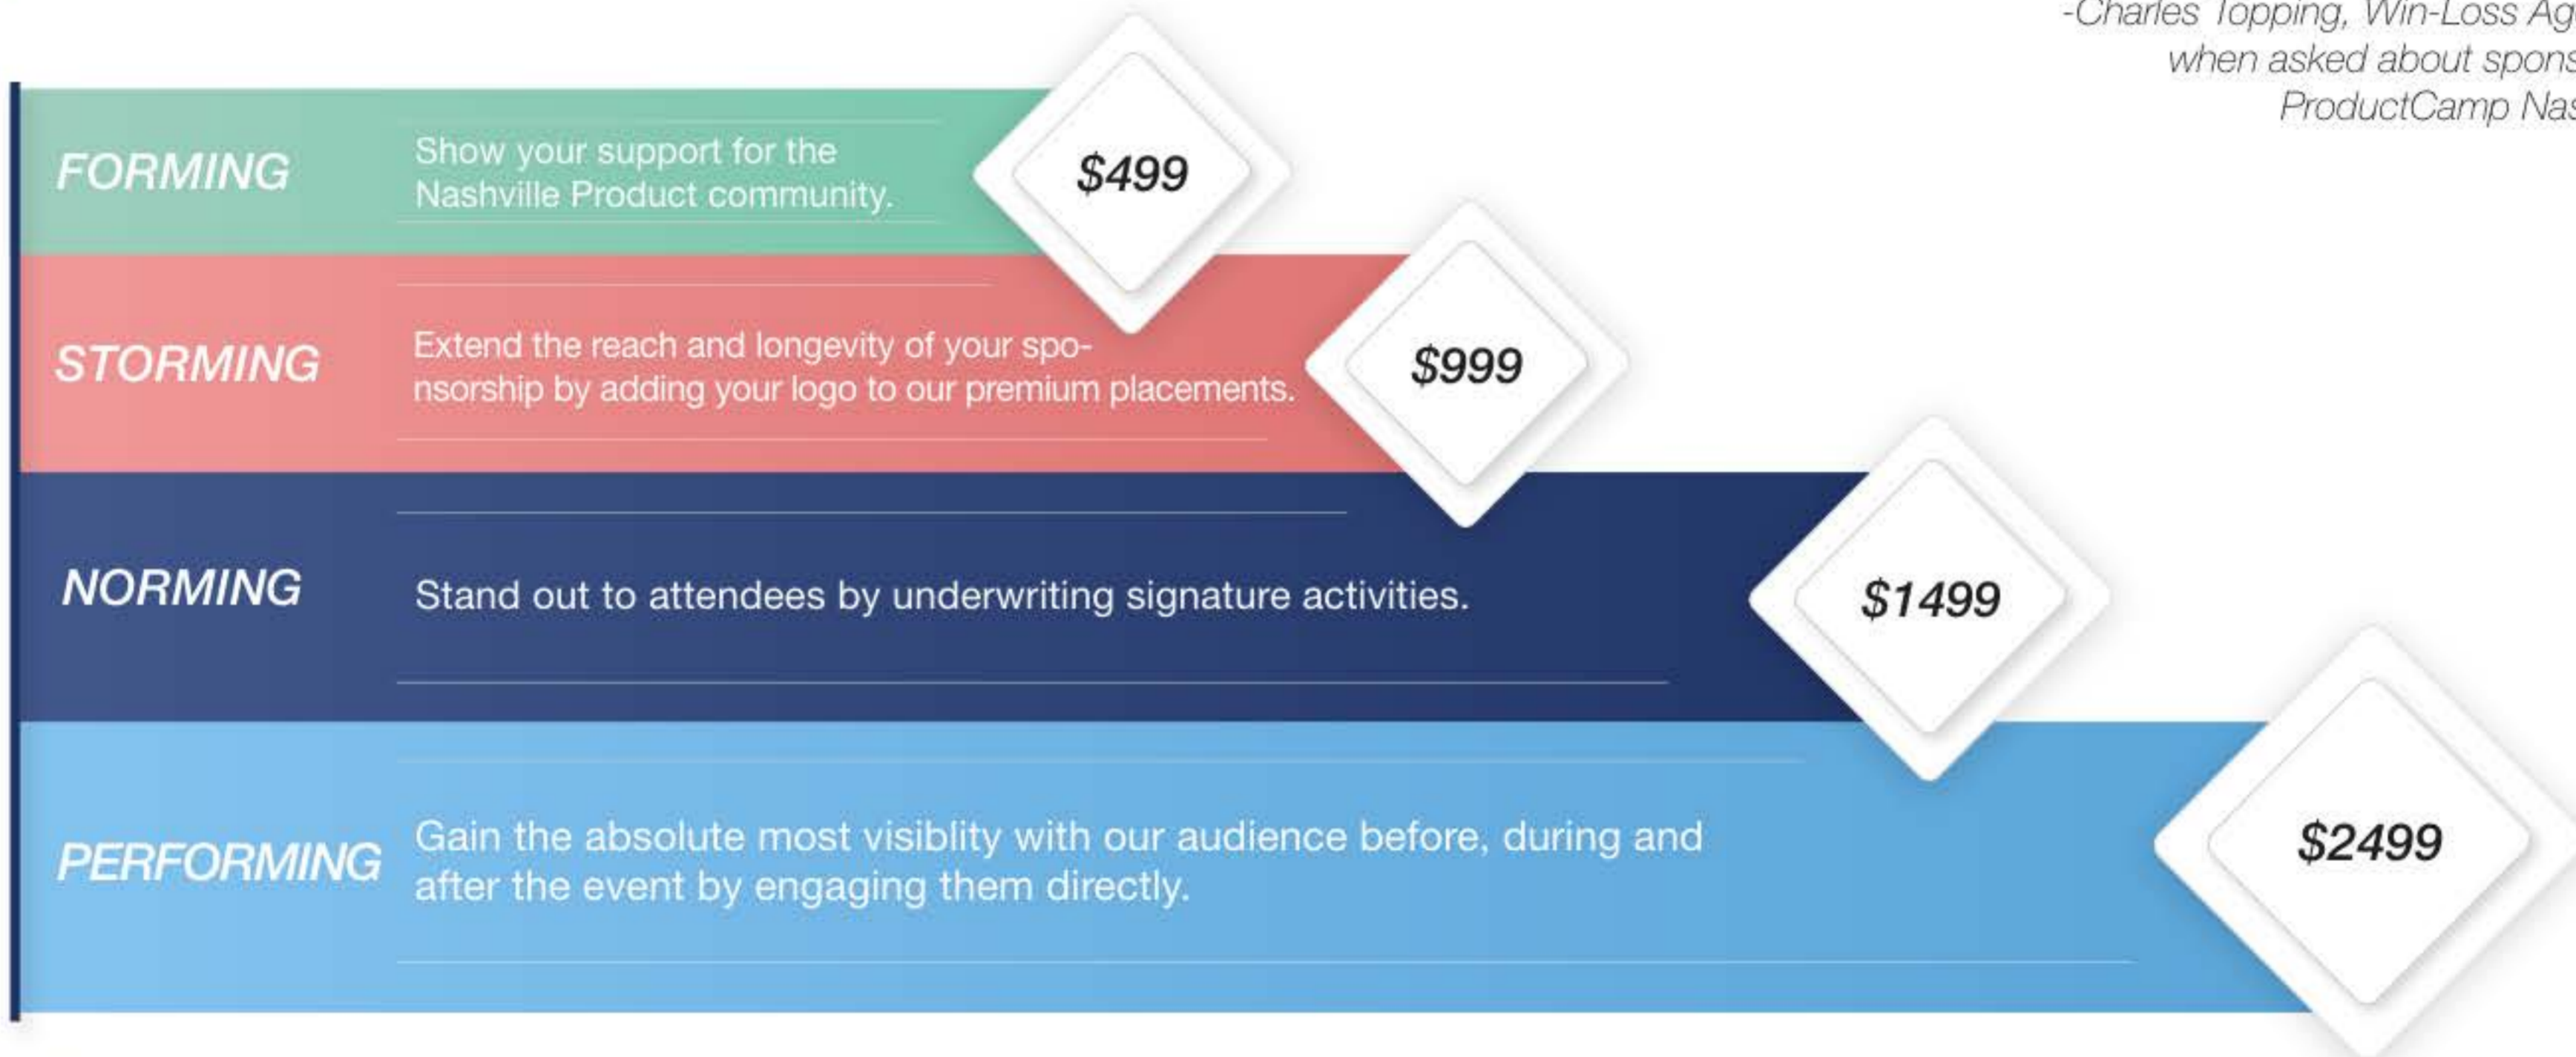 -Charles Topping, Win-Loss
when asked about
ProductCamp
FORMING
Show your support for the
Nashville Product community.
$499
STORMING
Extend the reach and longevity of your spo-
nsorship by adding your logo to our premium placements.
$999
NORMING
Stand out to attendees by underwriting signature activities.
$1499
PERFORMING
Gain the absolute most visiblity with our audience before, during and
after the event by engaging them directly.
$2499